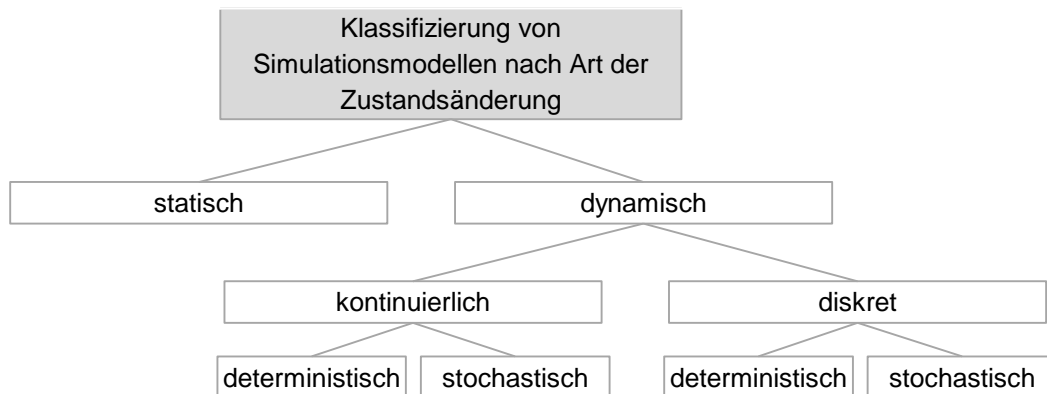 Klassifizierung von
Simulationsmodellen nach Art der
Zustandsänderung
statisch
dynamisch
kontinuierlich
diskret
deterministisch
stochastisch
deterministisch
stochastisch